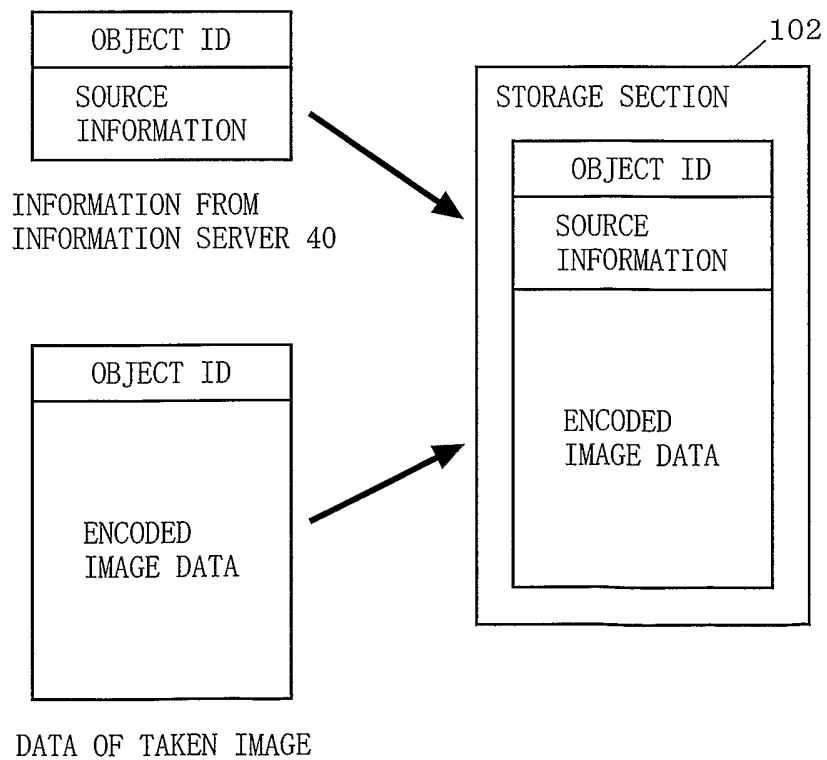 OBJECT ID
SOURCE
INFORMATION
INFORMATION FROM
INFORMATION SERVER 40
OBJECT ID
ENCODED
IMAGE DATA
DATA OF TAKEN IMAGE
102
STORAGE SECTION
OBJECT ID
SOURCE
INFORMATION
ENCODED
IMAGE DATA